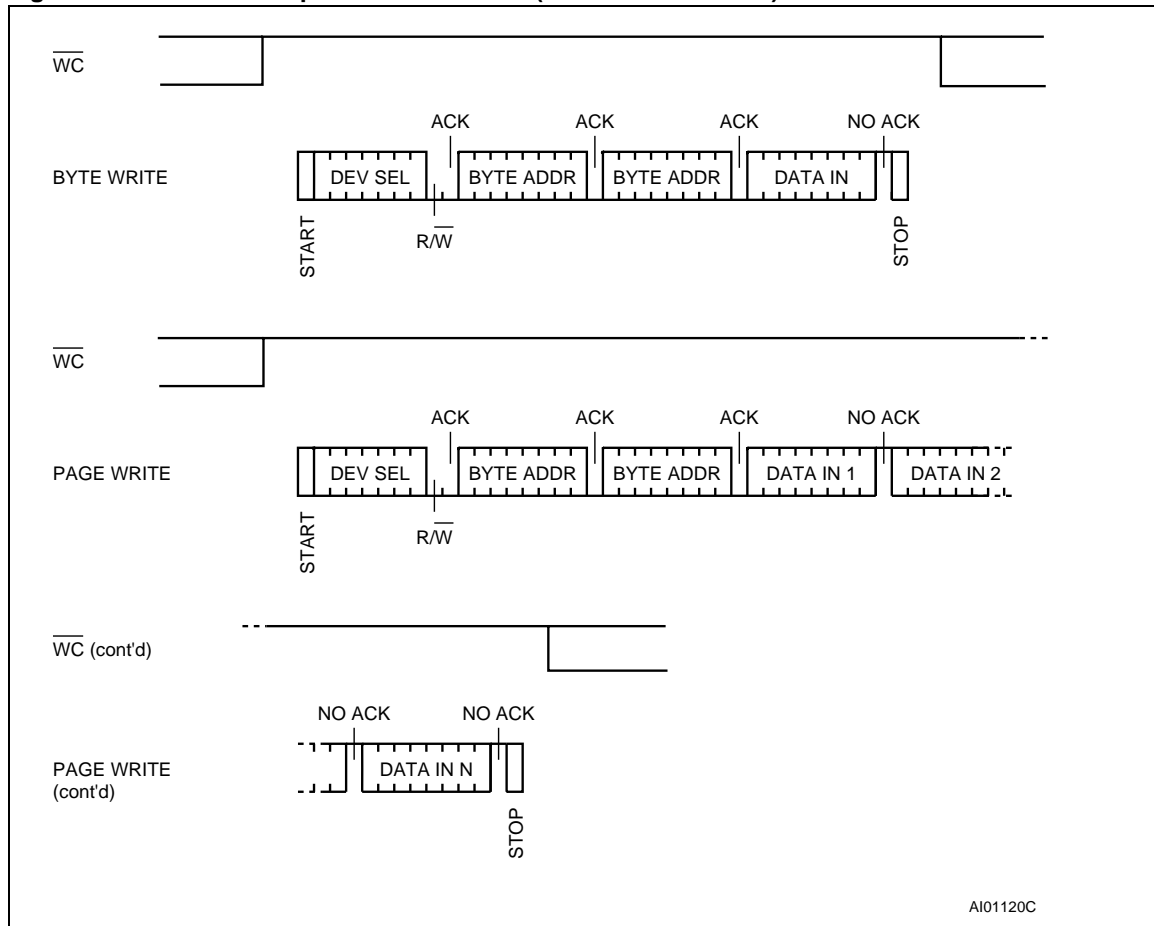 WC
ACK ACK ACK NO ACK
BYTE WRITE DEV SEL BYTE ADDR BYTE ADDR DATA IN
START R/W STOP
WC
ACK ACK ACK NO ACK
PAGE WRITE DEV SEL BYTE ADDR BYTE ADDR DATA IN 1 DATA IN 2
START R/W
WC (cont'd)
NO ACK NO ACK
PAGE WRITE DATA IN N
(cont'd)
STOP
AI01120C